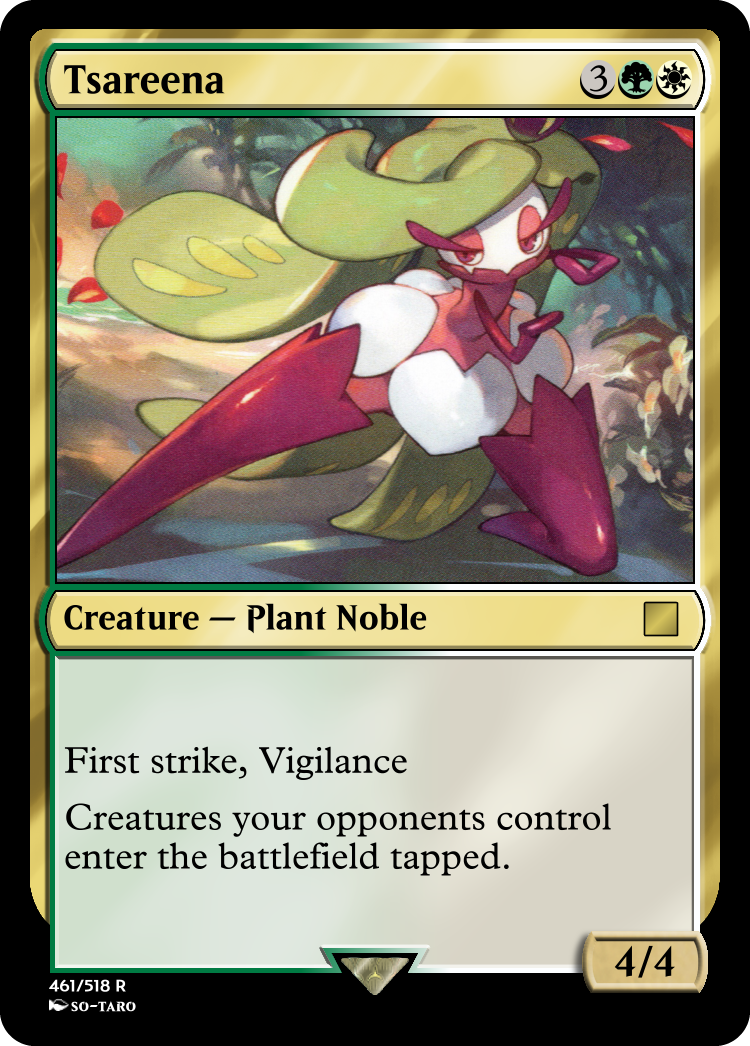 Tsareena 3
Creature — Plant Noble
First strike, Vigilance
Creatures your opponents control
enter the battlefield tapped.
4/4
461/518 R
SO-TARO